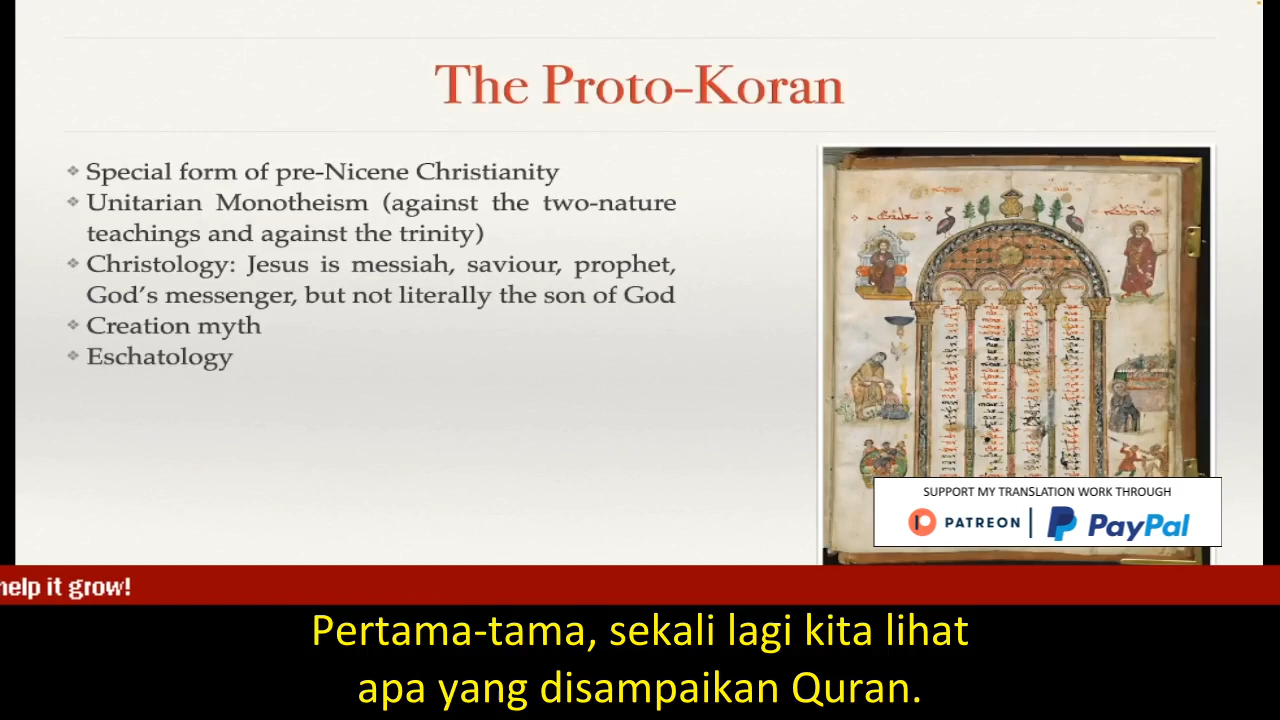 The Proto-Koran
Special form of pre-Nicene Christianity
Unitarian Monotheism (against the two-nature
teachings and against the trinity)
Christology: Jesus is messiah, saviour, prophet,
God's messenger, but not literally the son of God
Creation myth
Eschatology
SUPPORT MY TRANSLATION WORK THROUGH
PATREON | PayPal
help it grow!
Pertama-tama, sekali lagi kita lihat
apa yang disampaikan Quran.